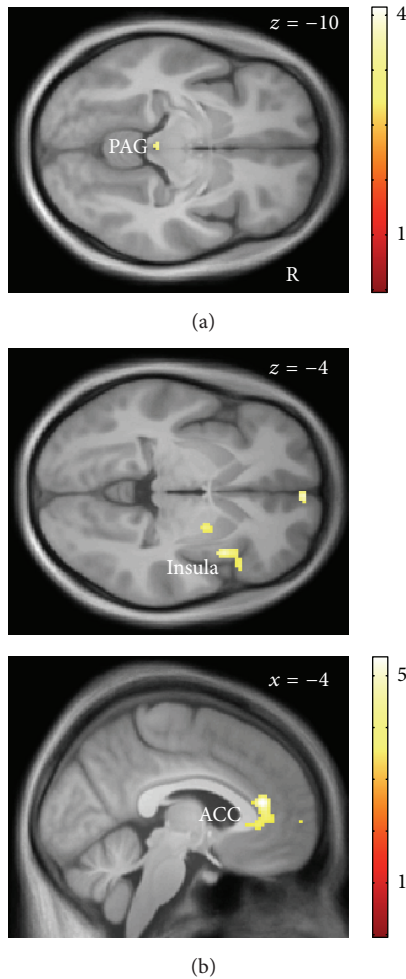 z = −10
4
PAG
1
R
(a)
z = −4
Insula
x = −4
5
ACC
1
(b)